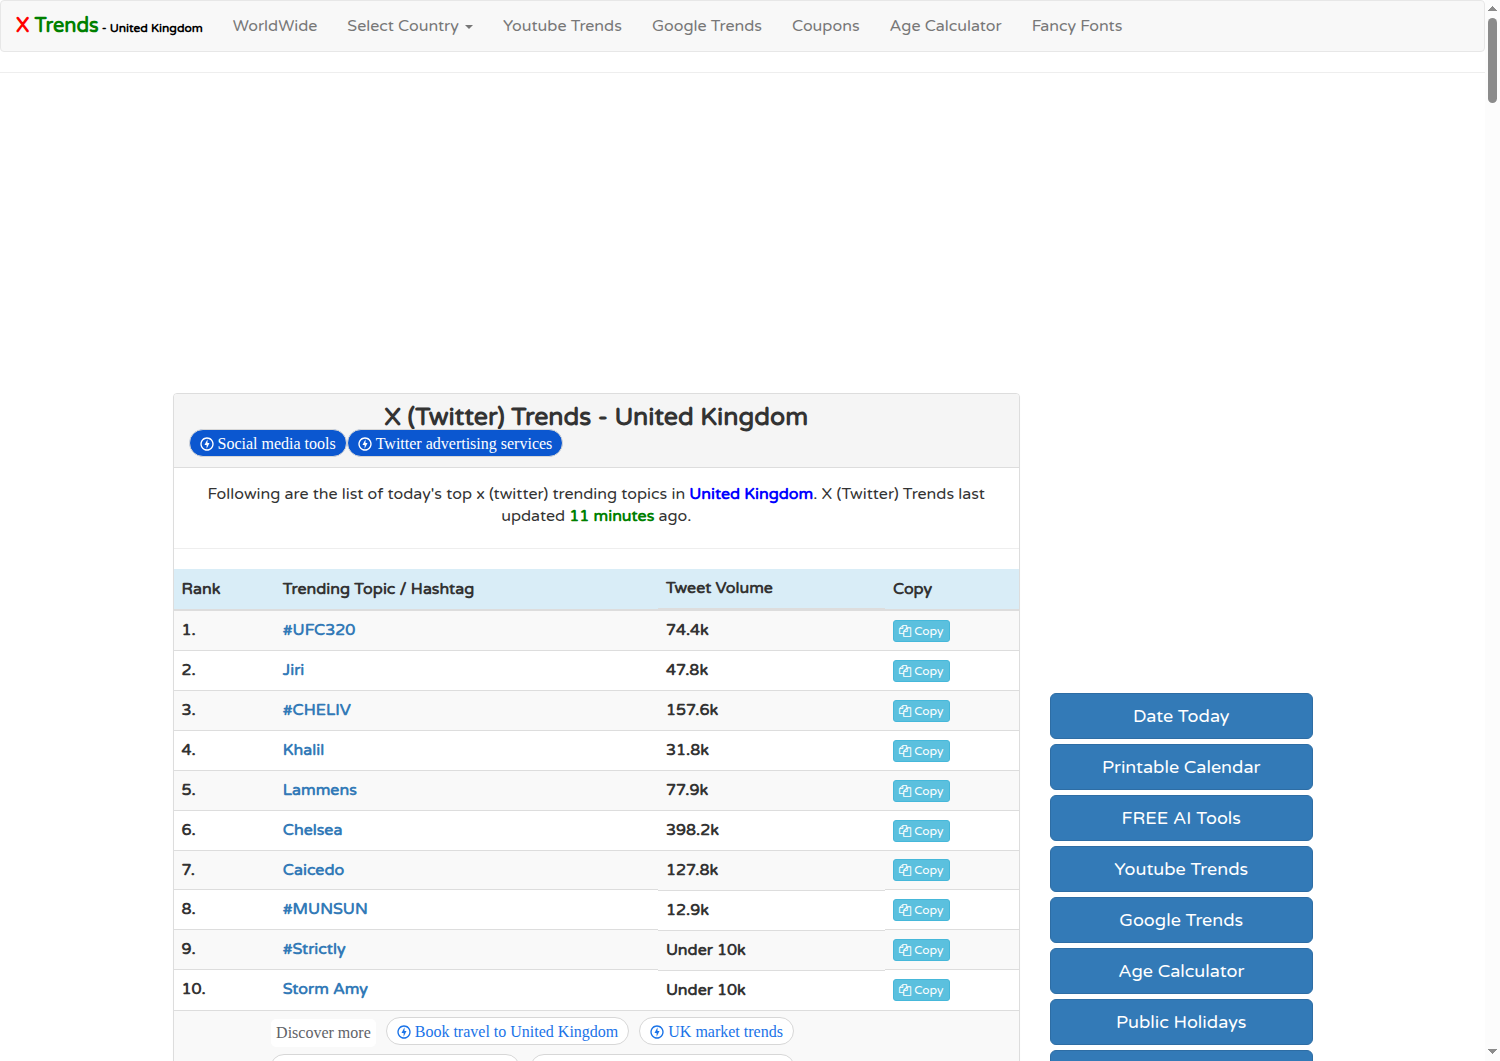 X Trends - United Kingdom WorldWide Select Country Youtube Trends Google Trends Coupons Age Calculator Fancy Fonts
X (Twitter) Trends - United Kingdom
Social media tools Twitter advertising services
Following are the list of today's top x (twitter) trending topics in United Kingdom. X (Twitter) Trends last
updated 11 minutes ago.
Rank Trending Topic / Hashtag Tweet Volume Copy
1. #UFC320 74.4k Copy
2. Jiri 47.8k Copy
3. #CHELIV 157.6k Copy
4. Khalil 31.8k Copy
5. Lammens 77.9k Copy
6. Chelsea 398.2k Copy
7. Caicedo 127.8k Copy
8. #MUNSUN 12.9k Copy
9. #Strictly Under 10k Copy
10. Storm Amy Under 10k Copy
Discover more Book travel to United Kingdom UK market trends
Date Today
Printable Calendar
FREE AI Tools
Youtube Trends
Google Trends
Age Calculator
Public Holidays